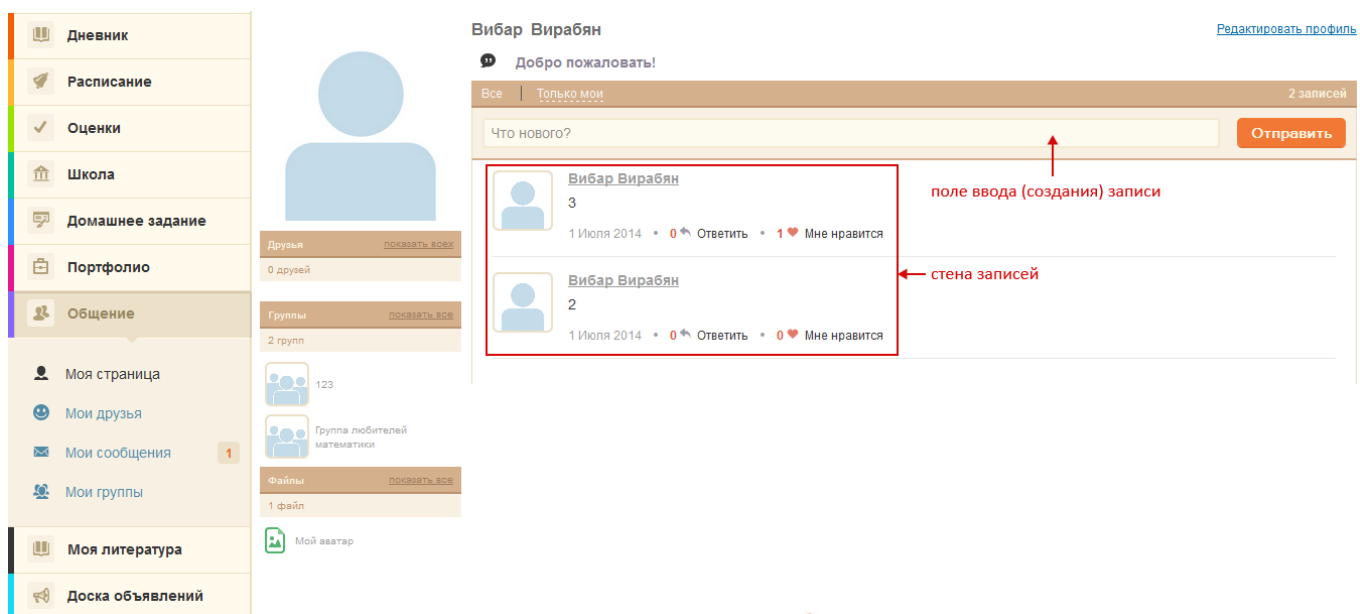 Дневник
Расписание
Оценки
Школа
Домашнее задание
Портфолио
Общение
Моя страница
Мои друзья
Мои сообщения 1
Мои группы
Моя литература
Доска объявлений
Друзья показать всех
0 друзей
Группы показать все
2 групп
123
Группа любителей
математики
Файлы показать все
1 файл
Мой аватар
Вибар Вирабян Редактировать профиль
Добро пожаловать!
Все | Только мои 2 записей
Что нового? Отправить
поле ввода (создания) записи
Вибар Вирабян
3
1 Июля 2014 • 0 Ответить • 1 Мне нравится
стена записей
Вибар Вирабян
2
1 Июля 2014 • 0 Ответить • 0 Мне нравится